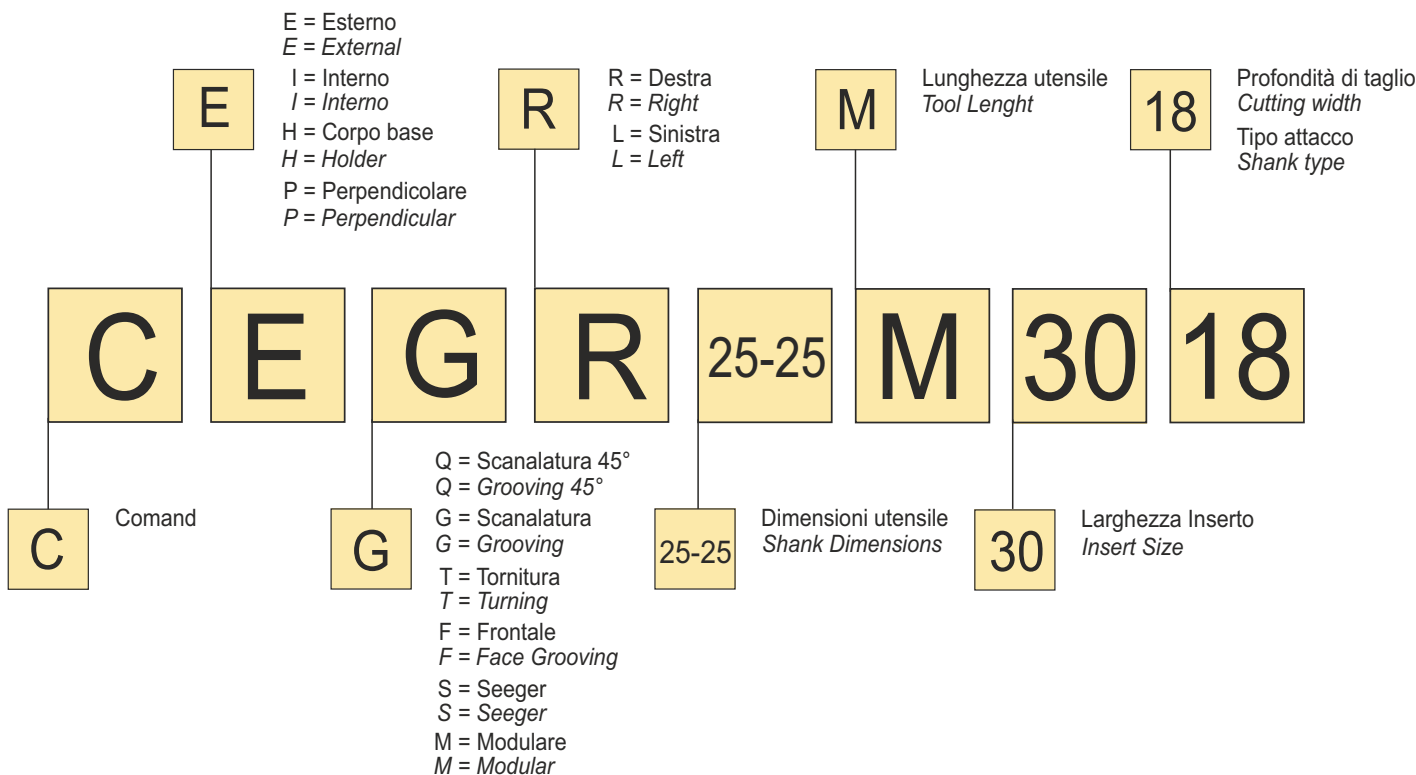 E = Esterno
E = External
I = Interno
I = Interno
H = Corpo base
H = Holder
P = Perpendicolare
P = Perpendicular
E
R
R = Destra
R = Right
L = Sinistra
L = Left
M
Lunghezza utensile
Tool Lenght
18
Profondità di taglio
Cutting width
Tipo attacco
Shank type
C E G R 25-25 M 30 18
C
Comand
G
Q = Scanalatura 45°
Q = Grooving 45°
G = Scanalatura
G = Grooving
T = Tornitura
T = Turning
F = Frontale
F = Face Grooving
S = Seeger
S = Seeger
M = Modulare
M = Modular
25-25
Dimensioni utensile
Shank Dimensions
30
Larghezza Inserto
Insert Size